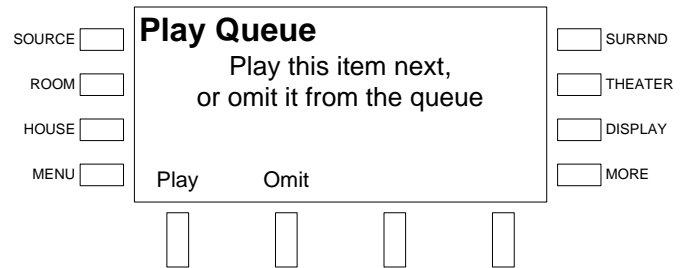 Play Queue
Play this item next,
or omit it from the queue
Play Omit
SOURCE
ROOM
HOUSE
MENU
SURRND
THEATER
DISPLAY
MORE